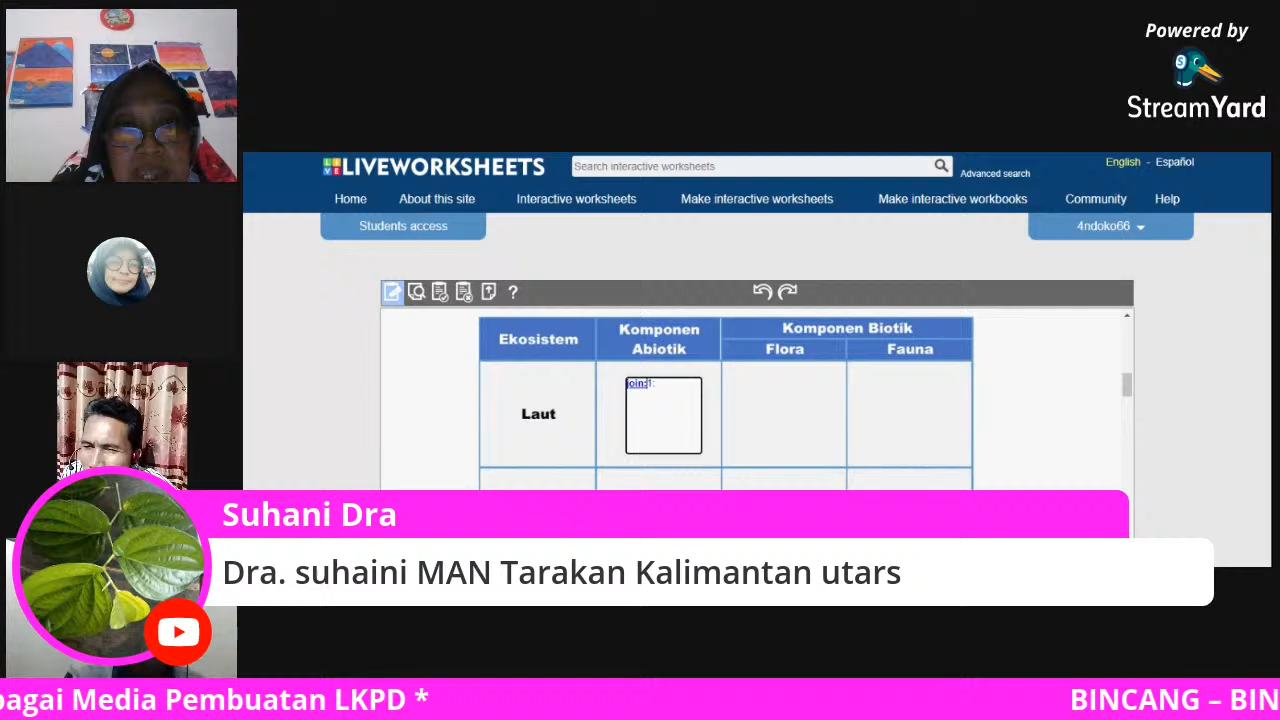 Powered by
StreamYard
LIVEWORKSHEETS
Search interactive worksheets
Advanced search
English - Español
Home
About this site
Interactive worksheets
Make interactive worksheets
Make interactive workbooks
Community
Help
Students access
4ndoko66
?
Ekosistem
Komponen
Abiotik
Komponen Biotik
Flora
Fauna
Laut
join:1:
Suhani Dra
Dra. suhaini MAN Tarakan Kalimantan utars
bagai Media Pembuatan LKPD *
BINCANG – BIN